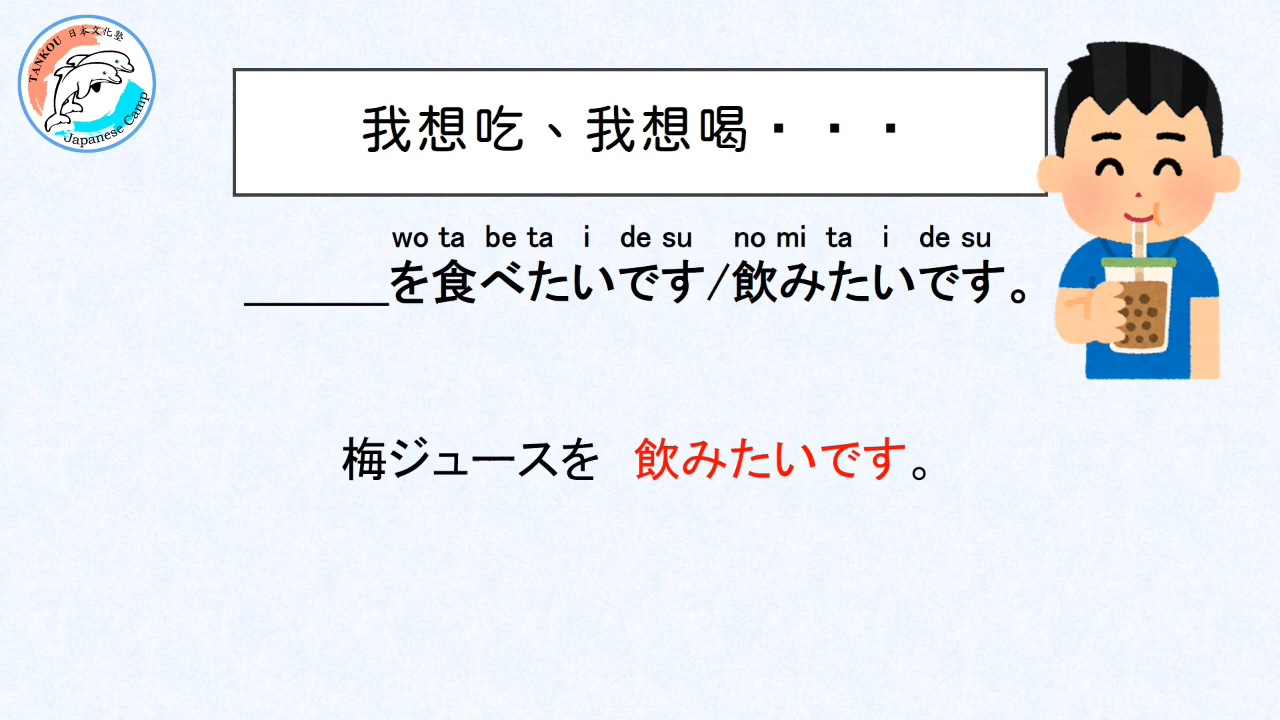 TANKOU 日本文化塾
Japanese Camp
我想吃、我想喝・・・
wo ta be ta i de su no mi ta i de su
______を食べたいです/飲みたいです。
梅ジュースを 飲みたいです。